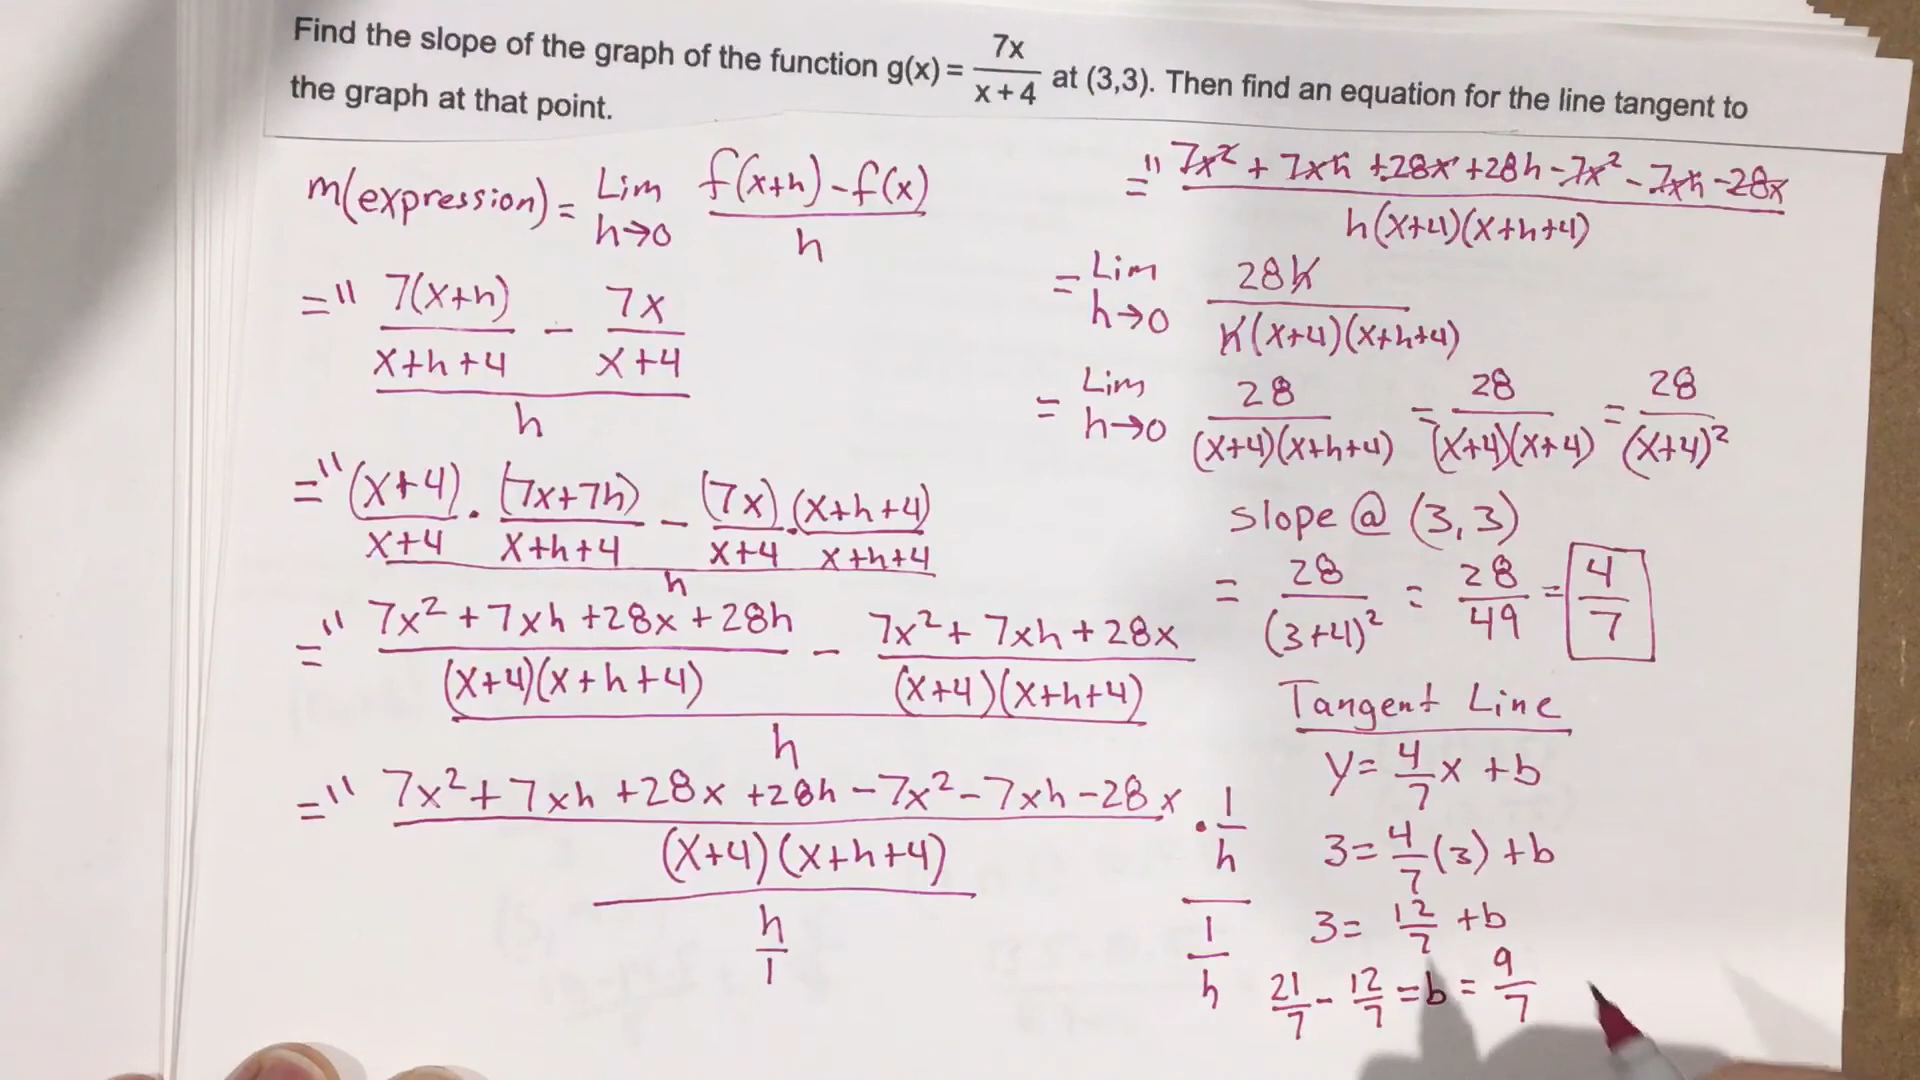 Find the slope of the graph of the function g(x) = 7x / x + 4 at (3,3). Then find an equation for the line tangent to
the graph at that point.
m(expression) = Lim h→0 f(x+h) - f(x) / h
=" 7(x+h) / x+h+4 - 7x / x+4 / h
=" (x+4) / x+4 · (7x+7h) / x+h+4 - (7x) / x+4 · (x+h+4) / x+h+4 / h
=" 7x² + 7xh + 28x + 28h / (x+4)(x+h+4) - 7x² + 7xh + 28x / (x+4)(x+h+4) / h
=" 7x² + 7xh + 28x + 28h - 7x² - 7xh - 28x / (x+4)(x+h+4) / h/1 · 1/h / 1/h
=" 7x² + 7xh + 28x + 28h - 7x² - 7xh - 28x / h(x+4)(x+h+4)
= Lim h→0 28h / h(x+4)(x+h+4)
= Lim h→0 28 / (x+4)(x+h+4) = 28 / (x+4)(x+4) = 28 / (x+4)²
slope @ (3,3)
= 28 / (3+4)² = 28 / 49 = 4 / 7
Tangent Line
y = 4/7 x + b
3 = 4/7 (3) + b
3 = 12/7 + b
21/7 - 12/7 = b = 9/7